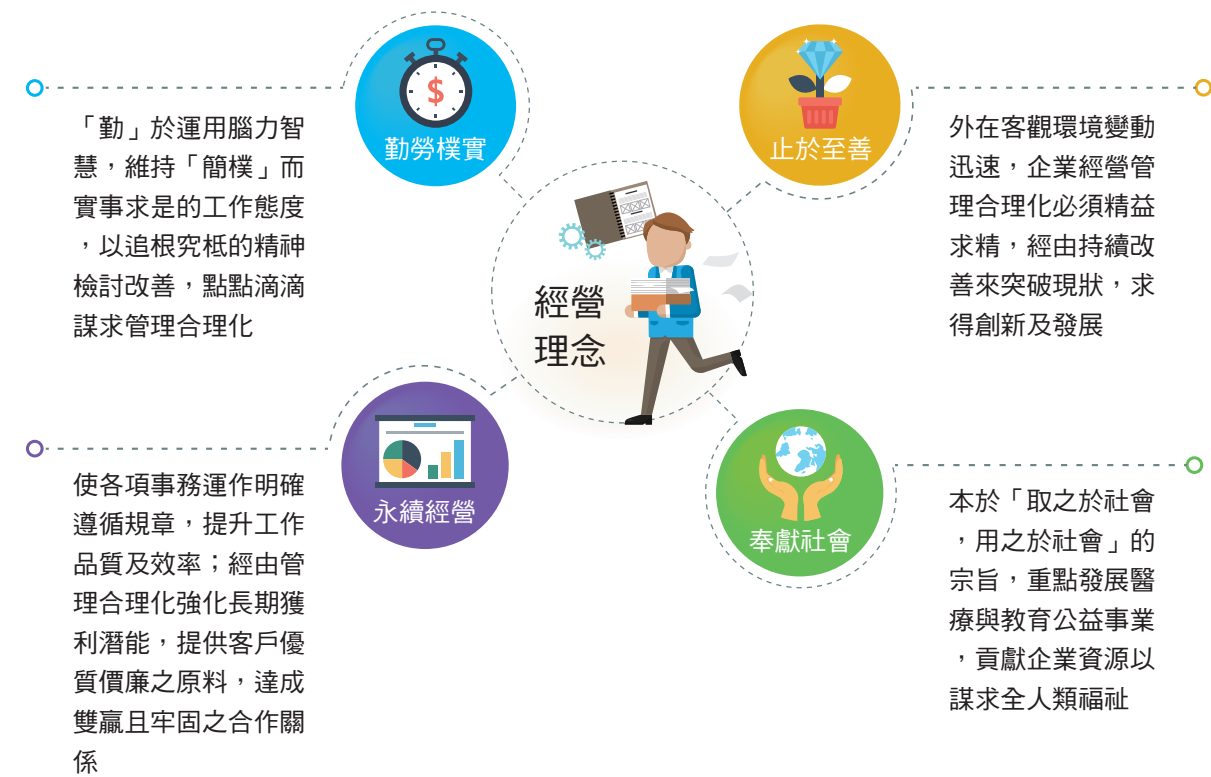 勤勞樸實
「勤」於運用腦力智
慧，維持「簡樸」而
實事求是的工作態度
，以追根究柢的精神
檢討改善，點點滴滴
謀求管理合理化
止於至善
外在客觀環境變動
迅速，企業經營管
理合理化必須精益
求精，經由持續改
善來突破現狀，求
得創新及發展
經營
理念
永續經營
使各項事務運作明確
遵循規章，提升工作
品質及效率；經由管
理合理化強化長期獲
利潛能，提供客戶優
質價廉之原料，達成
雙贏且牢固之合作關
係
奉獻社會
本於「取之於社會
，用之於社會」的
宗旨，重點發展醫
療與教育公益事業
，貢獻企業資源以
謀求全人類福祉